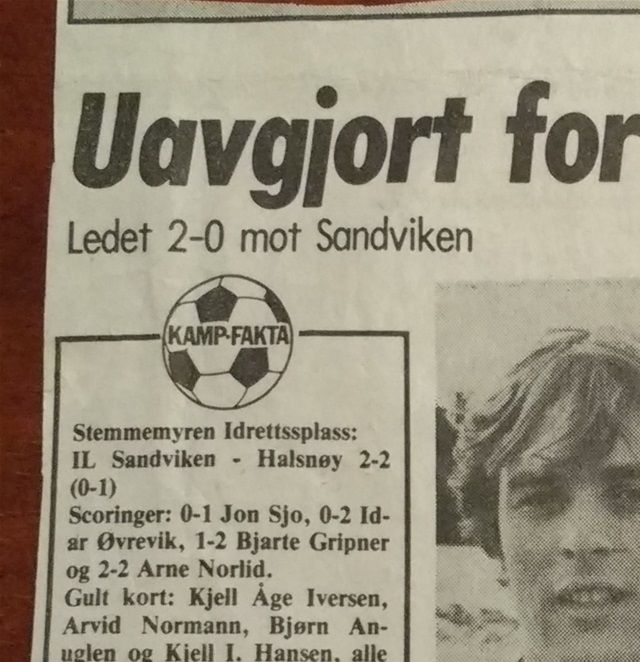 Uavgjort for
Ledet 2-0 mot Sandviken
KAMP-FAKTA
Stemmemyren Idrettsplass:
IL Sandviken - Halsnøy 2-2
(0-1)
Scoringer: 0-1 Jon Sjo, 0-2 Id-
ar Øvrevik, 1-2 Bjarte Gripner
og 2-2 Arne Norlid.
Gult kort: Kjell Åge Iversen,
Arvid Normann, Bjørn An-
uglen og Kjell I. Hansen, alle